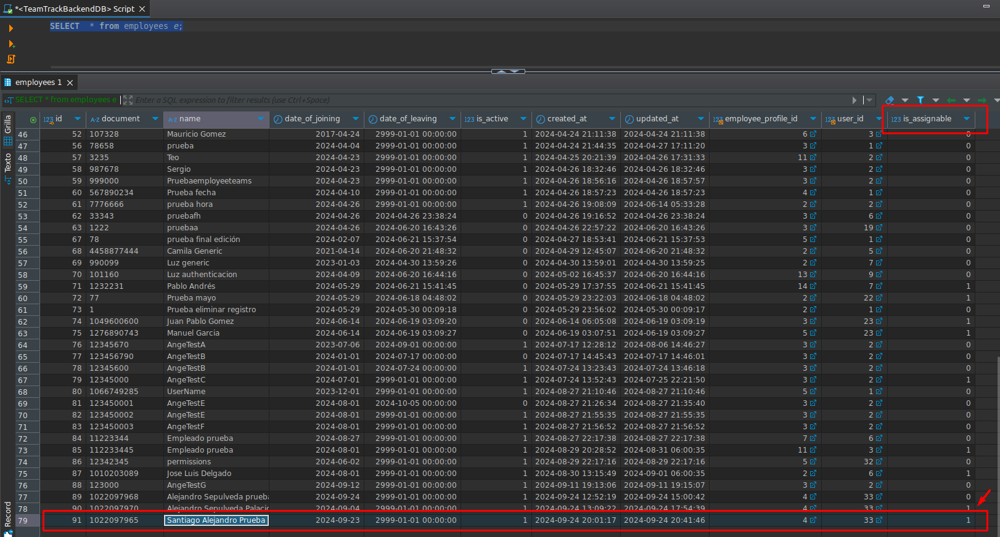 *<TeamTrackBackendDB> Script
SELECT * from employees e;
employees 1
SELECT * from employees e Enter a SQL expression to filter results (use Ctrl+Space)
Grilla
Texto
Record
123 id A-Z document A-Z name date_of_joining date_of_leaving 123 is_active created_at updated_at 123 employee_profile_id 123 user_id 123 is_assignable
46 52 107328 Mauricio Gomez 2017-04-24 2999-01-01 00:00:00 1 2024-04-24 21:11:38 2024-04-24 21:11:38 6 3 0
47 56 78658 prueba 2024-04-04 2999-01-01 00:00:00 1 2024-04-24 21:44:35 2024-04-27 17:11:20 3 1 0
48 57 3235 Teo 2024-04-23 2999-01-01 00:00:00 1 2024-04-25 20:21:39 2024-04-26 17:31:33 11 2 0
49 58 987678 Sergio 2024-04-23 2999-01-01 00:00:00 1 2024-04-26 18:32:46 2024-04-26 18:32:46 3 2 0
50 59 999000 Pruebaemployeeteams 2024-04-23 2999-01-01 00:00:00 1 2024-04-26 18:56:16 2024-04-26 18:57:57 3 2 0
51 60 567890234 Prueba fecha 2024-04-10 2999-01-01 00:00:00 1 2024-04-26 18:57:23 2024-04-26 18:57:23 4 1 0
52 61 7776666 prueba hora 2024-04-26 2999-01-01 00:00:00 1 2024-04-26 19:08:09 2024-06-14 05:33:28 2 2 0
53 62 33343 pruebafh 2024-04-26 2024-04-26 23:38:24 0 2024-04-26 19:16:52 2024-04-26 23:38:24 3 6 0
54 63 1222 pruebaa 2024-04-26 2024-06-20 16:43:26 0 2024-04-26 22:57:22 2024-06-20 16:43:26 3 19 0
55 67 78 prueba final edición 2024-02-07 2024-06-21 15:37:54 0 2024-04-27 18:53:41 2024-06-21 15:37:53 5 1 0
56 68 4458877444 Camila Generic 2021-04-14 2024-06-20 21:48:32 0 2024-04-29 12:45:07 2024-06-20 21:48:32 2 5 0
57 69 990099 Luz generic 2023-01-03 2024-04-30 13:59:26 0 2024-04-30 13:59:01 2024-04-30 13:59:25 2 7 0
58 70 101160 Luz authenticacion 2024-04-09 2024-06-20 16:44:16 0 2024-05-02 16:45:37 2024-06-20 16:44:16 13 9 0
59 71 1232231 Pablo Andrés 2024-05-29 2024-06-21 15:41:45 0 2024-05-29 17:37:55 2024-06-21 15:41:45 14 7 1
60 72 77 Prueba mayo 2024-05-29 2024-06-18 04:48:02 0 2024-05-29 23:22:03 2024-06-18 04:48:02 2 22 1
61 73 1 Prueba eliminar registro 2024-05-29 2024-05-30 00:09:18 0 2024-05-29 23:56:02 2024-05-30 00:09:17 2 1 0
62 74 1049600600 Juan Pablo Gomez 2024-06-14 2024-06-19 03:09:20 0 2024-06-14 06:05:08 2024-06-19 03:09:19 3 23 1
63 75 1276890743 Manuel Garcia 2024-06-14 2024-06-19 03:09:27 0 2024-06-19 03:07:51 2024-06-19 03:09:27 5 23 1
64 76 12345670 AngeTestA 2023-07-06 2024-09-01 00:00:00 1 2024-07-17 12:28:12 2024-08-06 14:46:27 3 2 0
65 77 123456790 AngeTestB 2024-01-01 2024-07-17 00:00:00 0 2024-07-17 14:45:43 2024-07-17 14:46:01 3 2 0
66 78 12345600 AngeTestB 2024-01-01 2024-07-24 00:00:00 1 2024-07-24 13:23:43 2024-07-24 13:46:18 3 2 0
67 79 12345000 AngeTestC 2024-07-01 2999-01-01 00:00:00 1 2024-07-24 13:52:43 2024-07-25 22:21:50 3 2 1
68 80 1066749285 UserName 2023-12-01 2999-01-01 00:00:00 1 2024-08-27 21:10:46 2024-08-27 21:10:46 5 1 0
69 81 123450001 AngeTestE 2024-08-01 2024-10-05 00:00:00 0 2024-08-27 21:26:34 2024-08-27 21:35:40 3 2 0
70 82 123450002 AngeTestE 2024-08-01 2999-01-01 00:00:00 1 2024-08-27 21:55:35 2024-08-27 21:55:35 3 2 0
71 83 123450003 AngeTestF 2024-08-01 2999-01-01 00:00:00 1 2024-08-27 21:56:52 2024-08-27 21:56:52 3 2 0
72 84 11223344 Empleado prueba 2024-08-27 2999-01-01 00:00:00 1 2024-08-27 22:17:38 2024-08-27 22:17:38 7 6 0
73 85 112233445 Empleado prueba 2024-08-01 2999-01-01 00:00:00 1 2024-08-29 20:28:52 2024-08-31 06:00:35 11 3 1
74 86 12342345 permissions 2024-06-02 2999-01-01 00:00:00 1 2024-08-29 22:17:16 2024-08-29 22:17:16 5 32 0
75 87 1010203089 Jose Luis Delgado 2024-08-01 2999-01-01 00:00:00 1 2024-08-30 13:15:49 2024-09-01 06:00:35 2 6 1
76 88 123000 AngeTestG 2024-09-12 2999-01-01 00:00:00 1 2024-09-11 19:13:06 2024-09-11 19:15:07 3 2 0
77 89 1022097968 Alejandro Sepulveda prueba 2024-09-24 2999-01-01 00:00:00 1 2024-09-24 12:52:19 2024-09-24 15:00:42 4 33 0
78 90 1022097970 Alejandro Sepulveda Palacio 2024-09-04 2999-01-01 00:00:00 1 2024-09-24 13:09:22 2024-09-24 17:54:39 4 33 1
79 91 1022097965 Santiago Alejandro Prueba 2024-09-23 2999-01-01 00:00:00 1 2024-09-24 20:01:17 2024-09-24 20:41:46 4 33 1